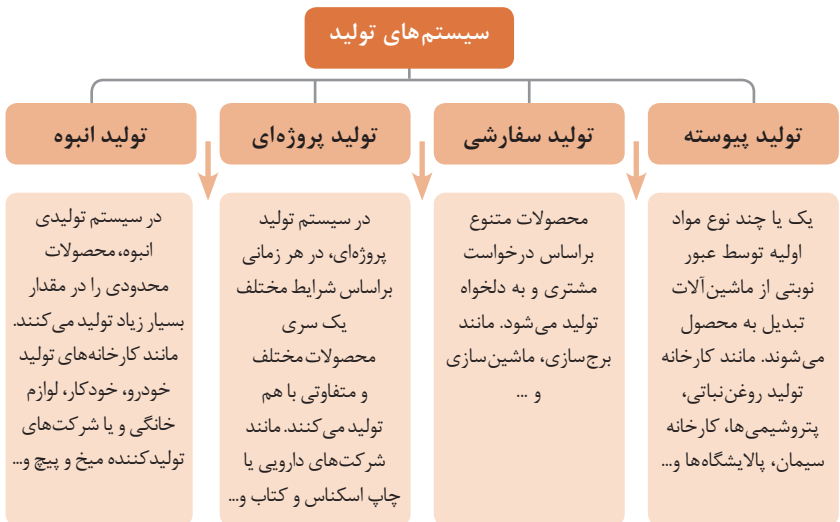 سیستم‌های تولید
تولید پیوسته
یک یا چند نوع مواد
اولیه توسط عبور
نوبتی از ماشین‌آلات
تبدیل به محصول
می‌شوند. مانند کارخانه
تولید روغن‌نباتی،
پتروشیمی‌ها، کارخانه
سیمان، پالایشگاه‌ها و...
تولید سفارشی
محصولات متنوع
براساس درخواست
مشتری و به دلخواه
تولید می‌شود. مانند
برج‌سازی، ماشین‌سازی
و ...
تولید پروژه‌ای
در سیستم تولید
پروژه‌ای، در هر زمانی
براساس شرایط مختلف
یک سری
محصولات مختلف
و متفاوتی با هم
تولید می‌کنند. مانند
شرکت‌های دارویی یا
چاپ اسکناس و کتاب و...
تولید انبوه
در سیستم تولیدی
انبوه، محصولات
محدودی را در مقدار
بسیار زیاد تولید می‌کنند.
مانند کارخانه‌های تولید
خودرو، خودکار، لوازم
خانگی و یا شرکت‌های
تولیدکننده میخ و پیچ و...